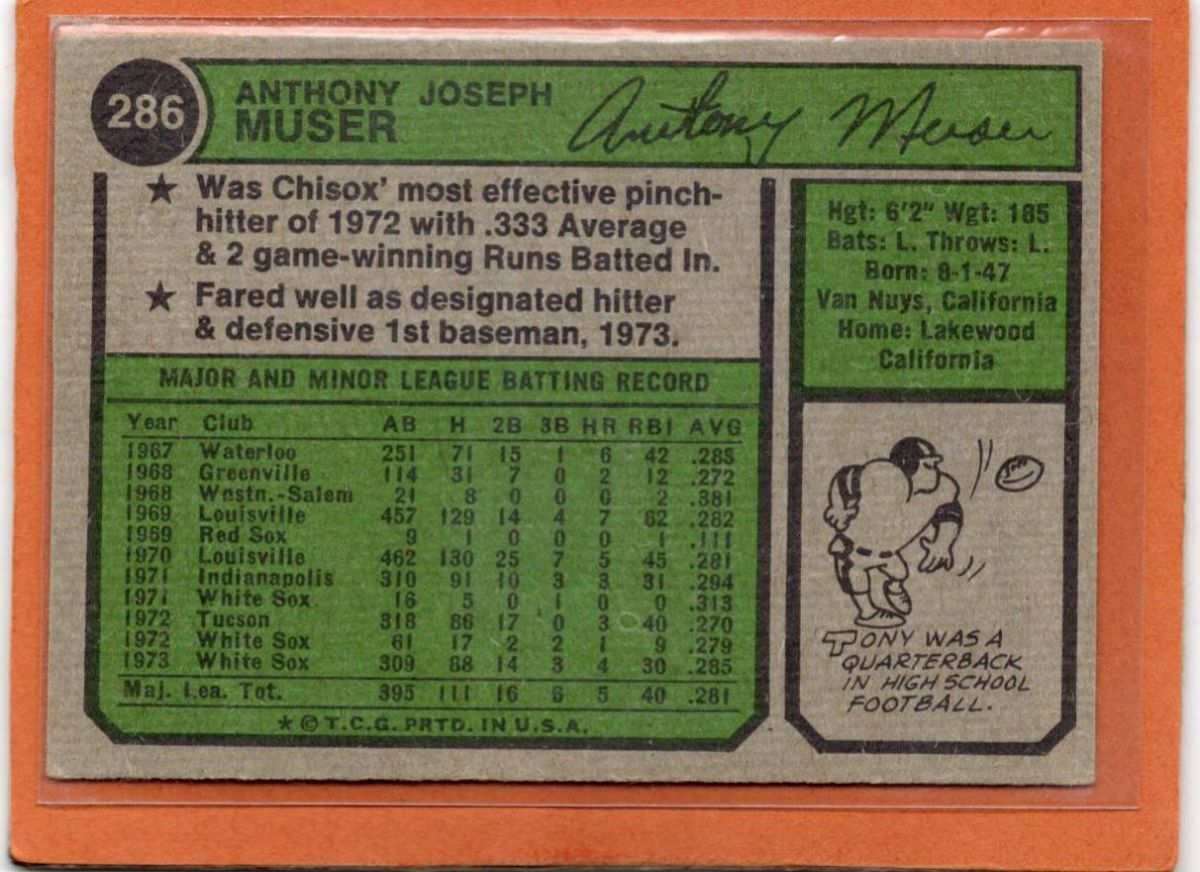 286
ANTHONY JOSEPH
MUSER
Anthony Muser
★ Was Chisox' most effective pinch-
hitter of 1972 with .333 Average
& 2 game-winning Runs Batted In.
★ Fared well as designated hitter
& defensive 1st baseman, 1973.
Hgt: 6'2" Wgt: 185
Bats: L. Throws: L.
Born: 8-1-47
Van Nuys, California
Home: Lakewood
California
MAJOR AND MINOR LEAGUE BATTING RECORD
Year Club AB H 2B 3B HR RBI AVG
1967 Waterloo 251 71 15 1 6 42 .283
1968 Greenville 114 31 7 0 2 12 .272
1968 Wnstn.-Salem 21 8 0 0 0 2 .381
1969 Louisville 457 129 14 4 7 62 .282
1969 Red Sox 9 1 0 0 0 1 .111
1970 Louisville 462 130 25 7 5 45 .281
1971 Indianapolis 310 91 10 3 3 31 .294
1971 White Sox 16 5 0 1 0 0 .313
1972 Tucson 318 86 17 0 3 40 .270
1972 White Sox 61 17 2 2 1 9 .279
1973 White Sox 309 88 14 3 4 30 .285
Maj. Lea. Tot. 395 111 16 6 5 40 .281
★ © T.C.G. PRTD. IN U.S.A.
TONY WAS A
QUARTERBACK
IN HIGH SCHOOL
FOOTBALL.